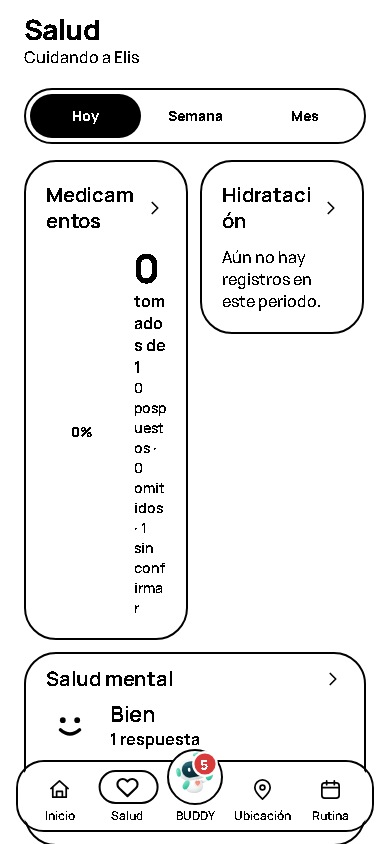 Salud
Cuidando a Elis
Hoy
Semana
Mes
Medicam
entos
0%
0
tom
ado
s de
1
0
posp
uest
os ·
0
omit
idos
· 1
sin
conf
irma
r
Hidrataci
ón
Aún no hay
registros en
este periodo.
Salud mental
Bien
1 respuesta
5
Inicio
Salud
BUDDY
Ubicación
Rutina